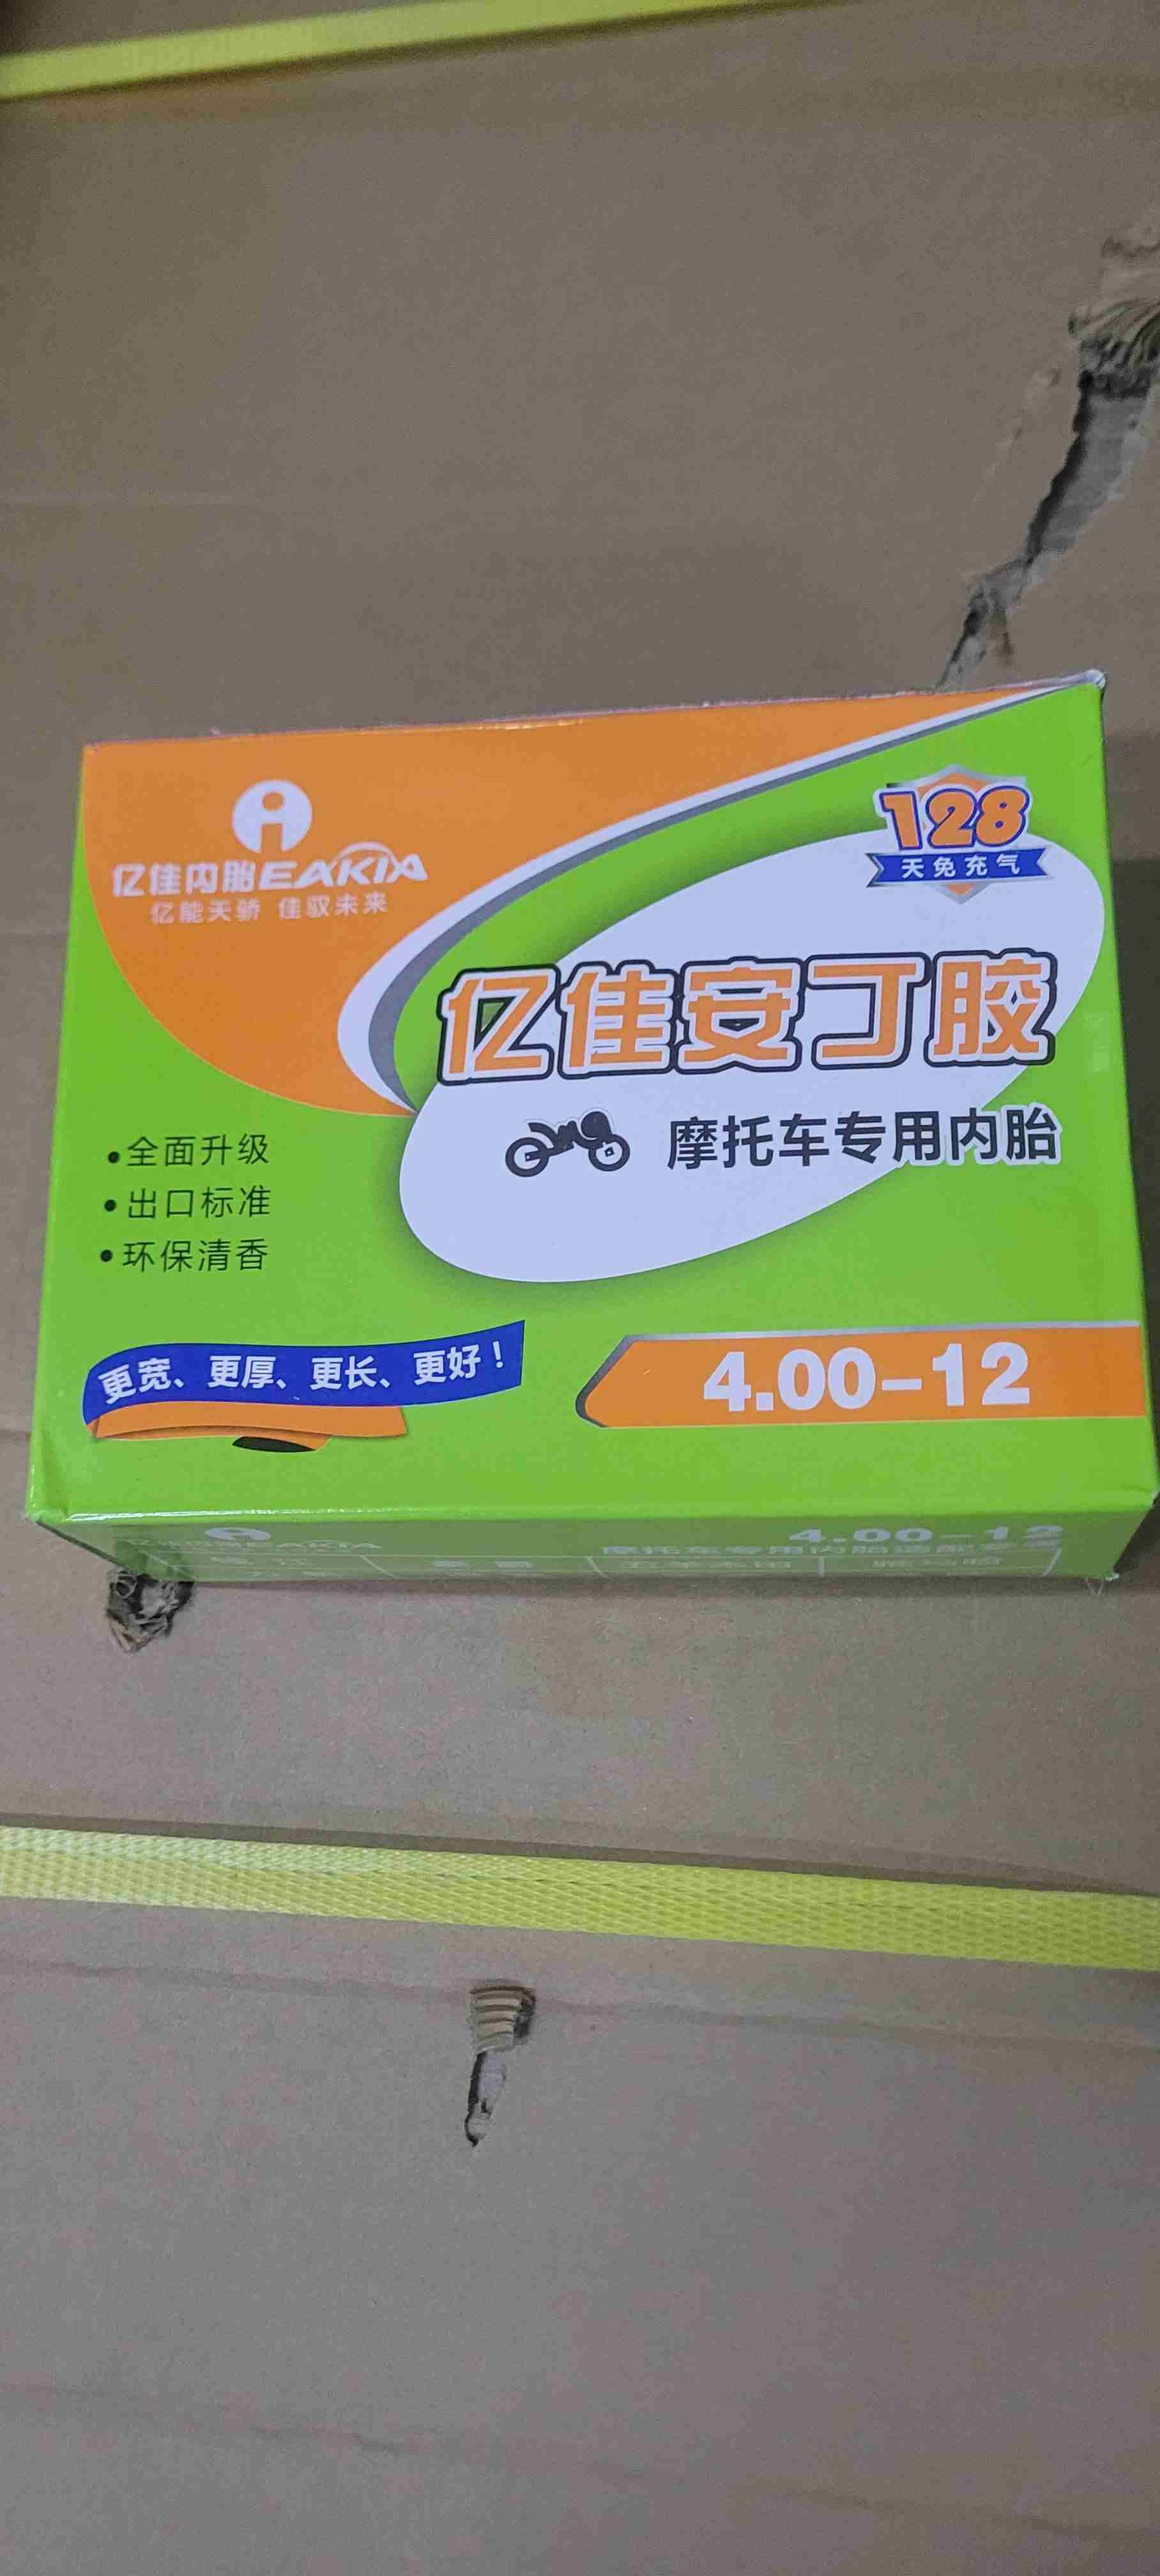 亿佳内胎EAKIA
亿能天骄 佳驭未来
128
天免充气
亿佳安丁胶
摩托车专用内胎
•全面升级
•出口标准
•环保清香
更宽、更厚、更长、更好！
4.00-12
4.00-12